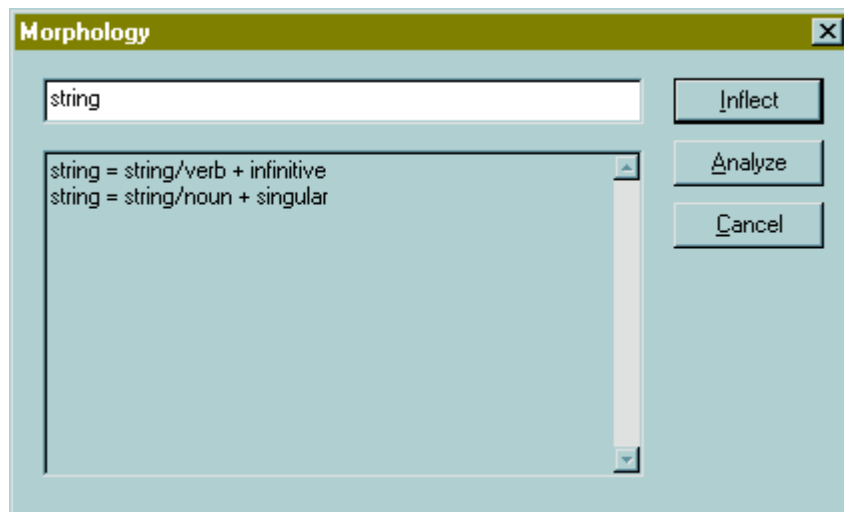 Morphology
string
Inflect
string = string/verb + infinitive
string = string/noun + singular
Analyze
Cancel